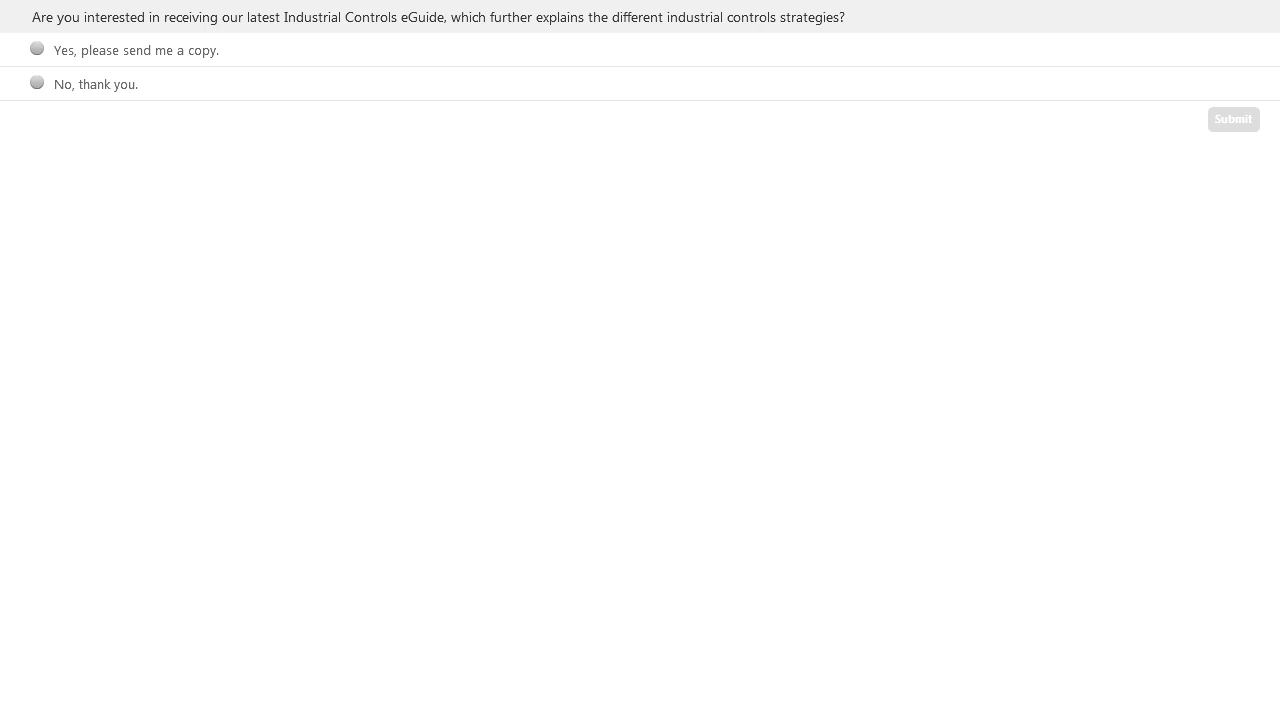 Are you interested in receiving our latest Industrial Controls eGuide, which further explains the different industrial controls strategies?
Yes, please send me a copy.
No, thank you.
Submit